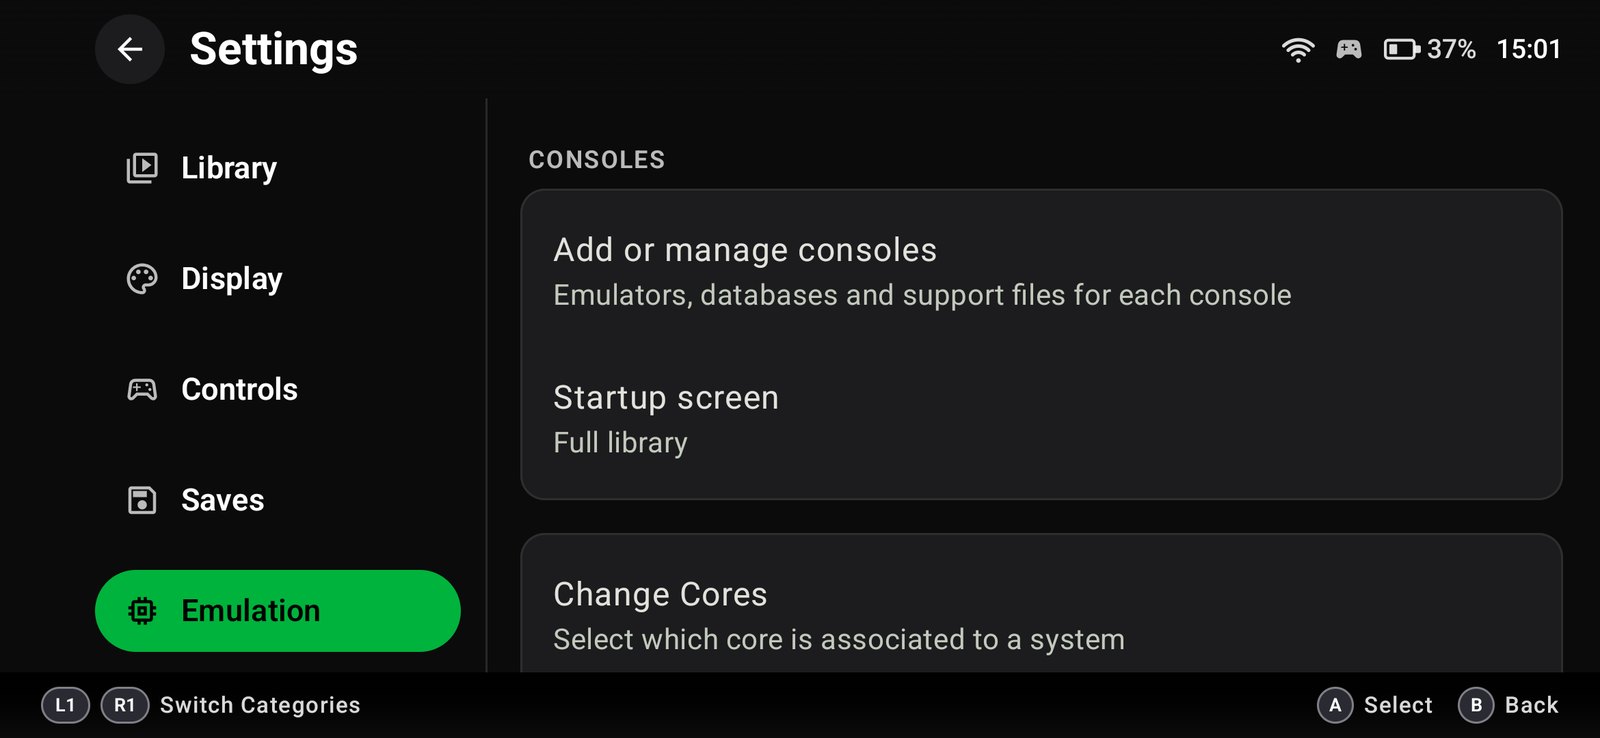 Settings
37%
15:01
Library
Display
Controls
Saves
Emulation
CONSOLES
Add or manage consoles
Emulators, databases and support files for each console
Startup screen
Full library
Change Cores
Select which core is associated to a system
L1 R1 Switch Categories
A Select B Back